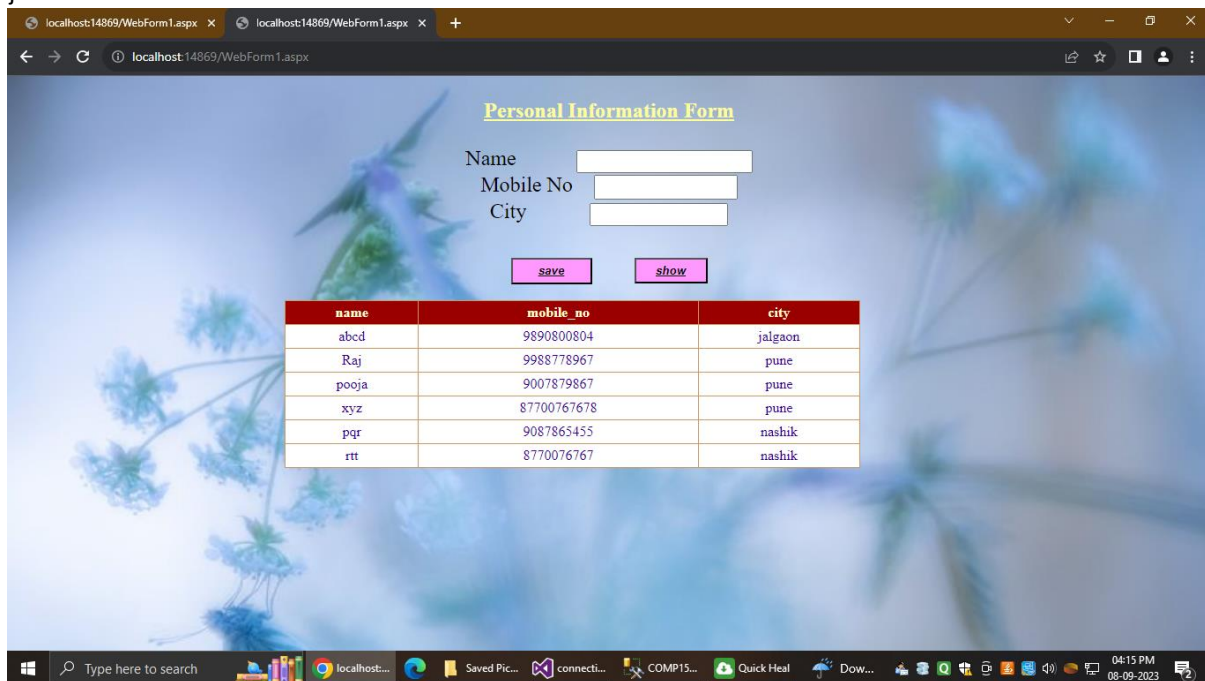 localhost:14869/WebForm1.aspx localhost:14869/WebForm1.aspx
localhost:14869/WebForm1.aspx
Personal Information Form
Name
Mobile No
City
save show
name mobile_no city
abcd 9890800804 jalgaon
Raj 9988778967 pune
pooja 9007879867 pune
xyz 87700767678 pune
pqr 9087865455 nashik
rtt 8770076767 nashik
Type here to search localhost:... Saved Pic... connecti... COMP15... Quick Heal Dow... 04:15 PM
08-09-2023 2